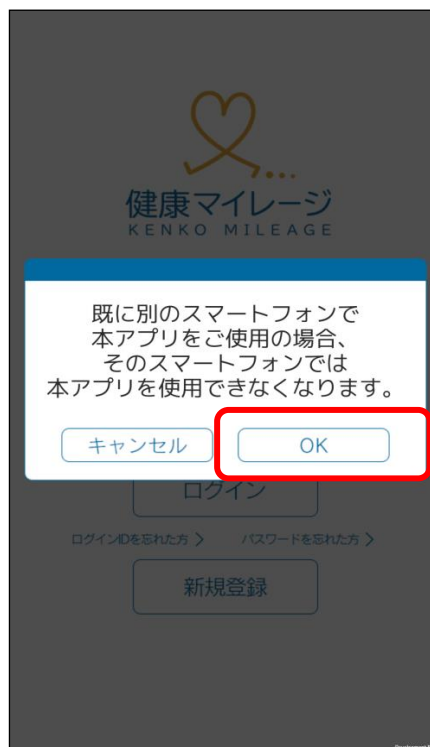 健康マイレージ
KENKO MILEAGE
既に別のスマートフォンで
本アプリをご使用の場合、
そのスマートフォンでは
本アプリを使用できなくなります。
キャンセル
OK
ログイン
ログインIDを忘れた方 >
パスワードを忘れた方 >
新規登録